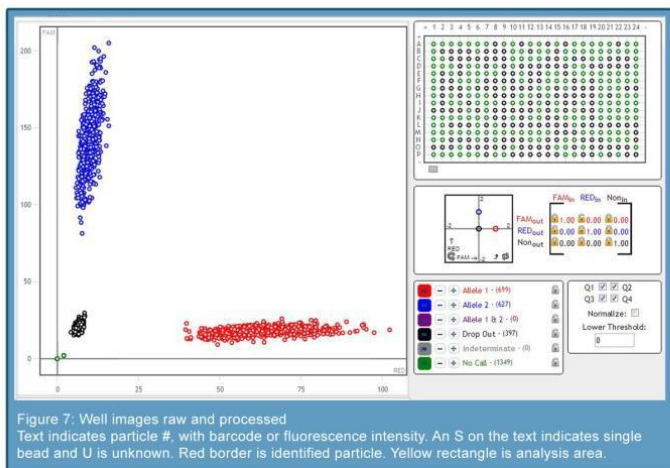 FAM
200
150
100
50
0
0
25
50
75
100
RED
< 1 2 3 4 5 6 7 8 9 10 11 12 13 14 15 16 17 18 19 20 21 22 23 24 -
A
B
C
D
E
F
G
H
I
J
K
L
M
N
O
P
2
-2
2
-2
RED
FAM →
FAMin REDin Nonin
FAMout 1.00 0.00 0.00
REDout 0.00 1.00 0.00
Nonout 0.00 0.00 1.00
− + Allele 1 - (699)
− + Allele 2 - (627)
− + Allele 1 & 2 - (0)
− + Drop Out - (397)
− + Indeterminate - (0)
− + No Call - (1349)
Q1 Q2
Q3 Q4
Normalize:
Lower Threshold:
0
Figure 7: Well images raw and processed
Text indicates particle #, with barcode or fluorescence intensity. An S on the text indicates single
bead and U is unknown. Red border is identified particle. Yellow rectangle is analysis area.